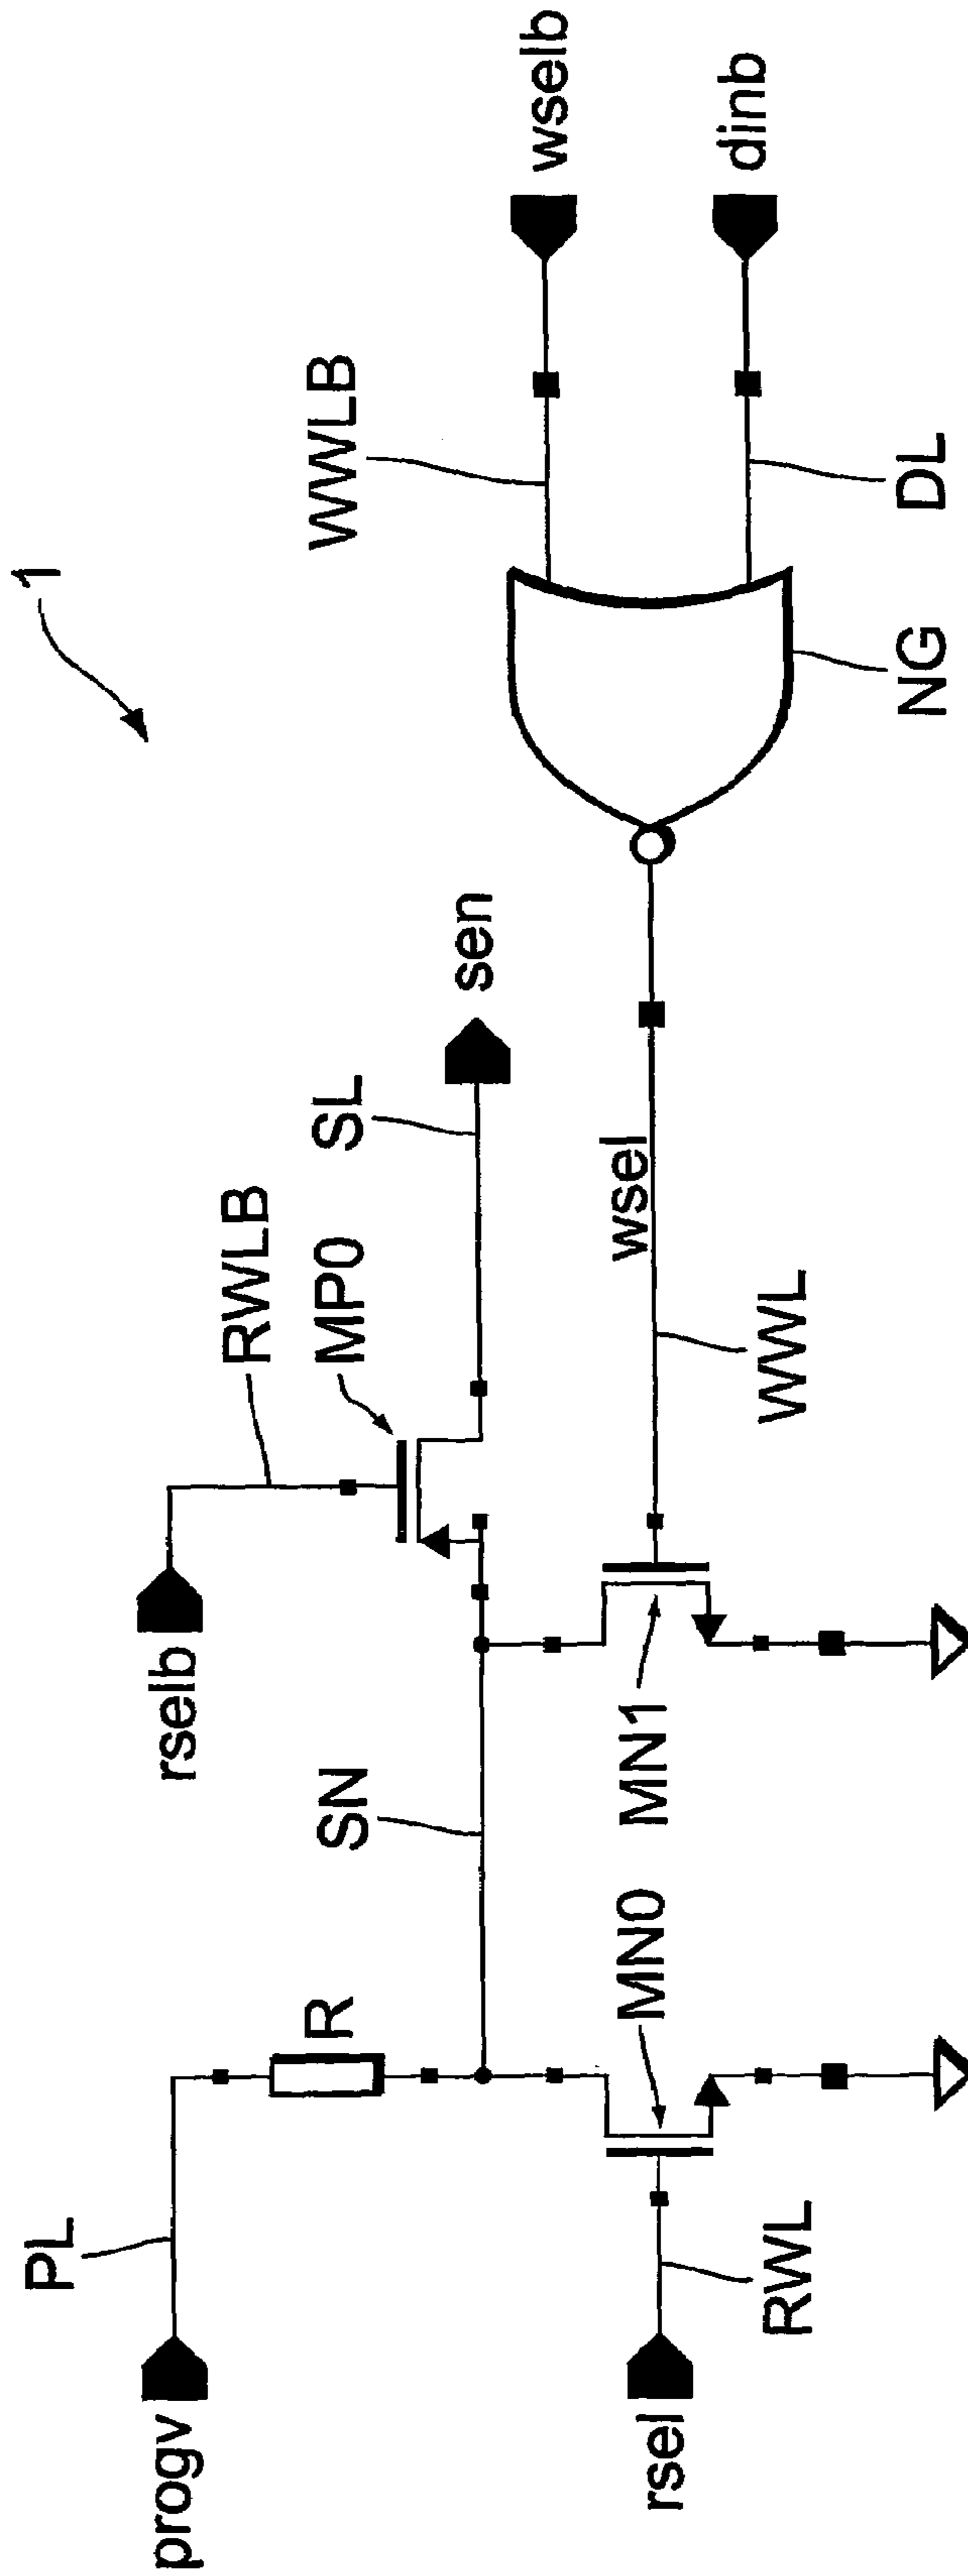 1
progv
PL
R
SN
rselb
RWLB
MP0
SL
sen
rsel
RWL
MN0
MN1
WWL
wsel
NG
WWLB
wselb
DL
dinb